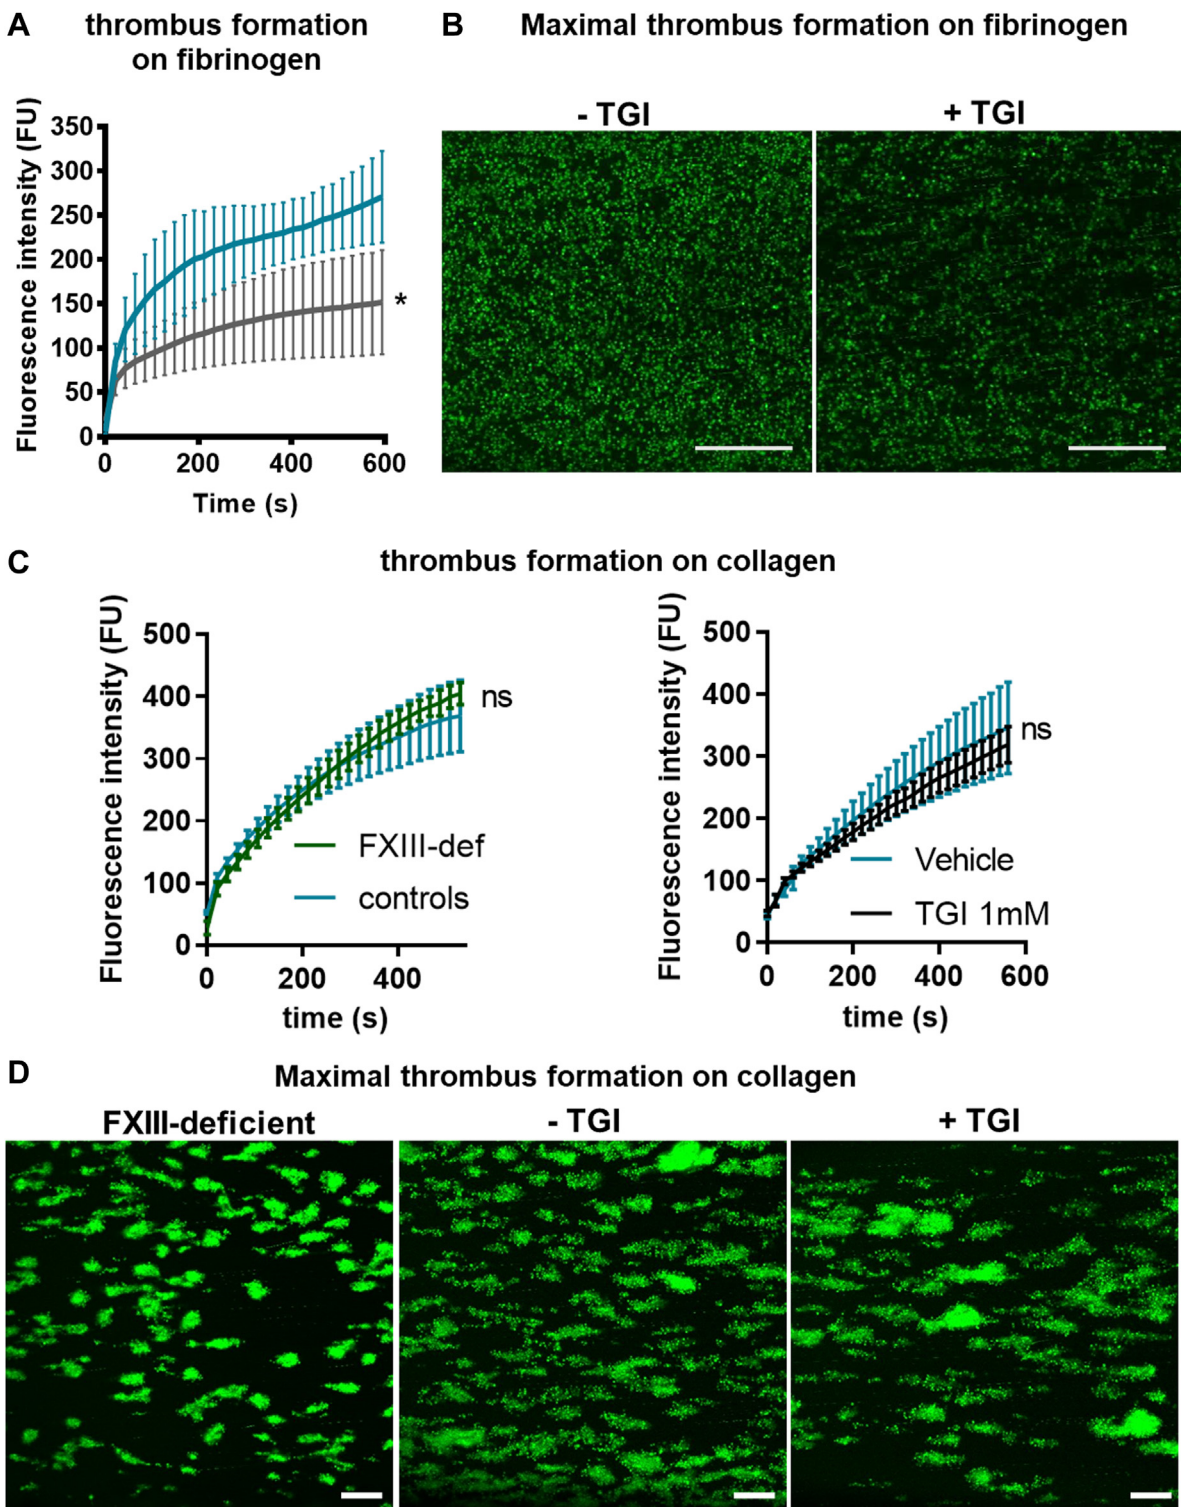 A
thrombus formation
on fibrinogen
Fluorescence intensity (FU)
350
300
250
200
150
100
50
0
*
0 200 400 600
Time (s)
B
Maximal thrombus formation on fibrinogen
- TGI
+ TGI
C
thrombus formation on collagen
Fluorescence intensity (FU)
500
400
300
200
100
0
ns
FXIII-def
controls
0 200 400
time (s)
Fluorescence intensity (FU)
500
400
300
200
100
0
ns
Vehicle
TGI 1mM
0 200 400 600
time (s)
D
Maximal thrombus formation on collagen
FXIII-deficient
- TGI
+ TGI